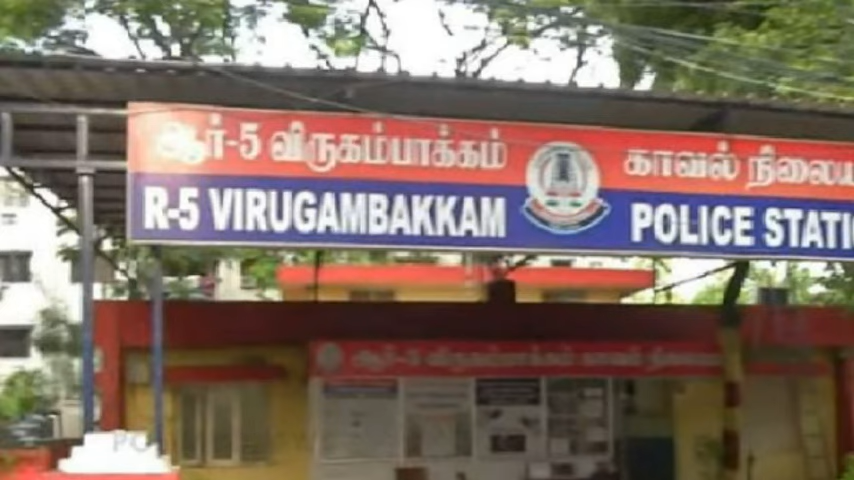 ஆர்-5 விருகம்பாக்கம் காவல் நிலைய
R-5 VIRUGAMBAKKAM POLICE STATIO
ஆர்-5 விருகம்பாக்கம் காவல் நிலையம்